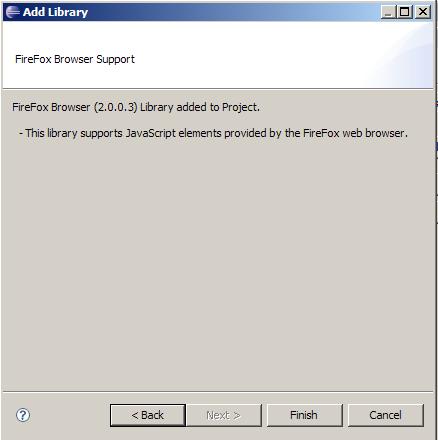 Add Library
FireFox Browser Support
FireFox Browser (2.0.0.3) Library added to Project.
- This library supports JavaScript elements provided by the FireFox web browser.
?
< Back
Next >
Finish
Cancel